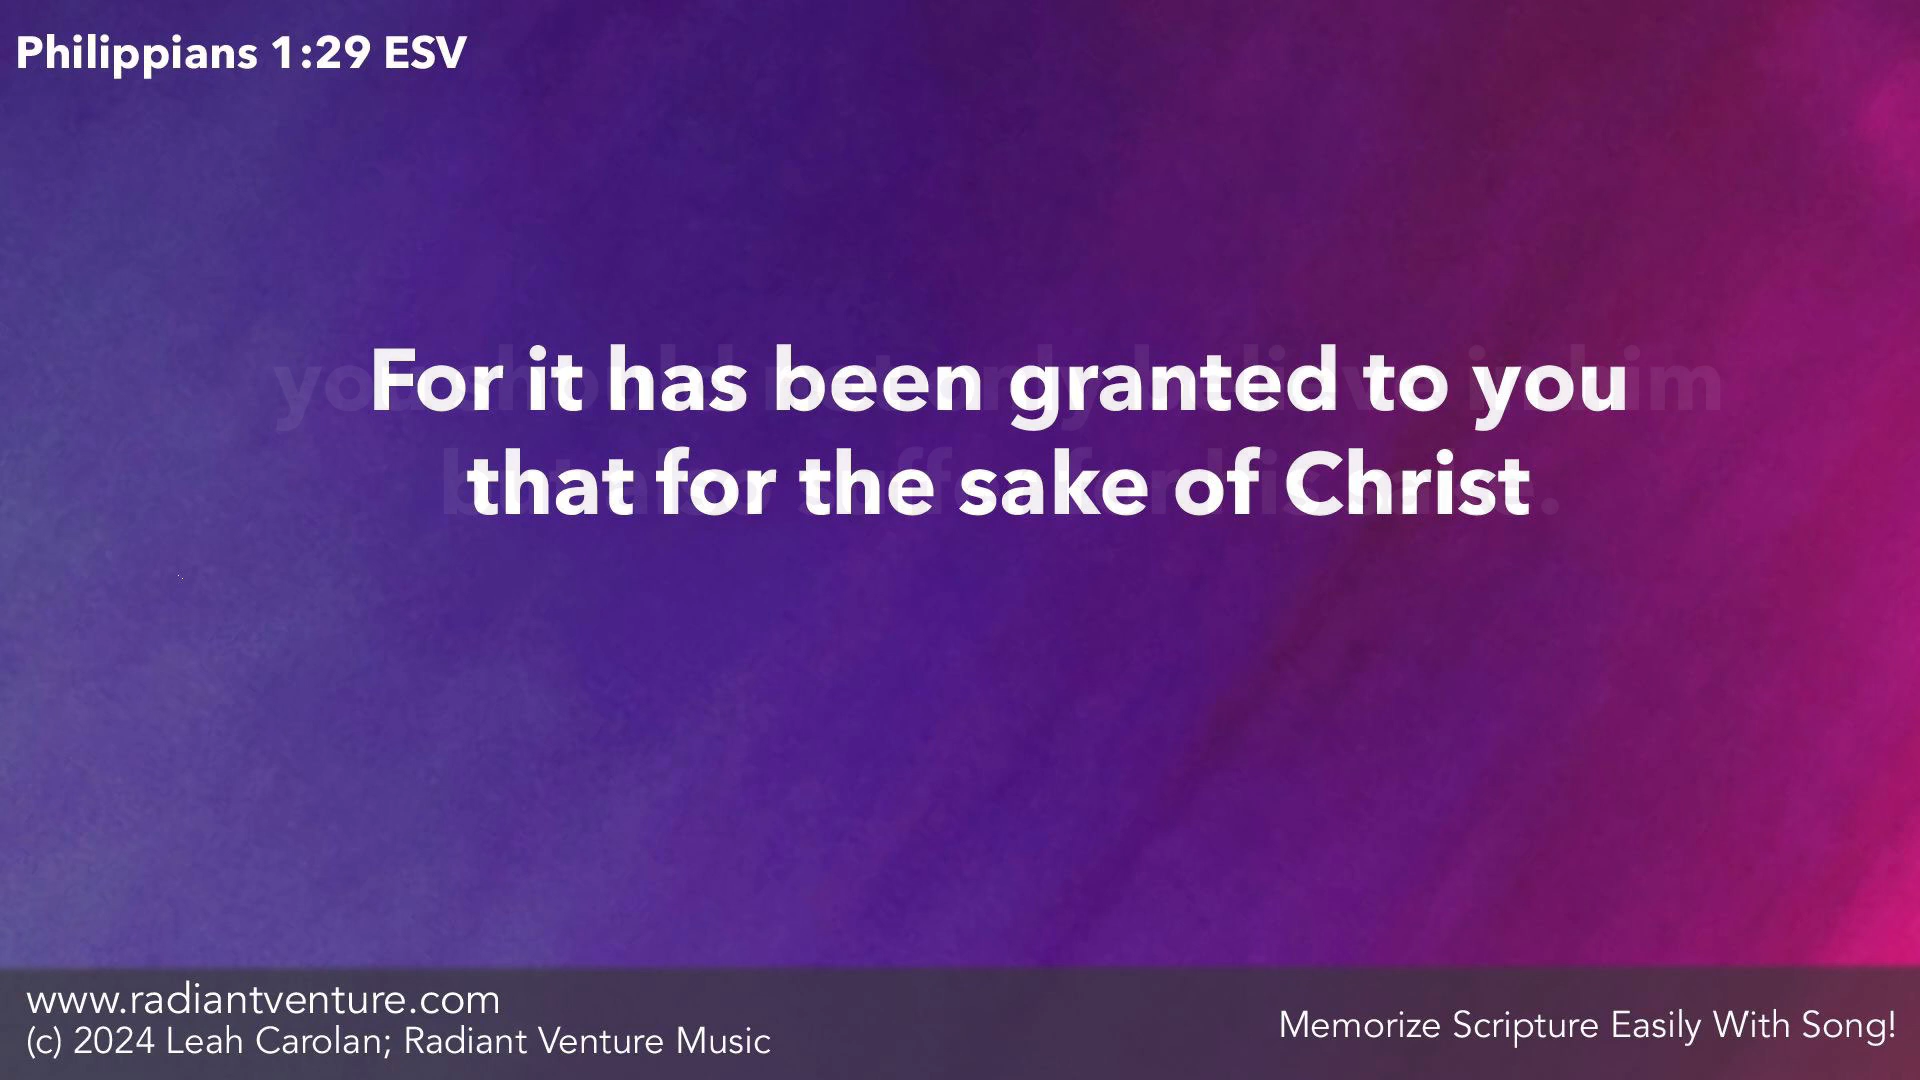 Philippians 1:29 ESV
For it has been granted to you
that for the sake of Christ
www.radiantventure.com
(c) 2024 Leah Carolan; Radiant Venture Music
Memorize Scripture Easily With Song!